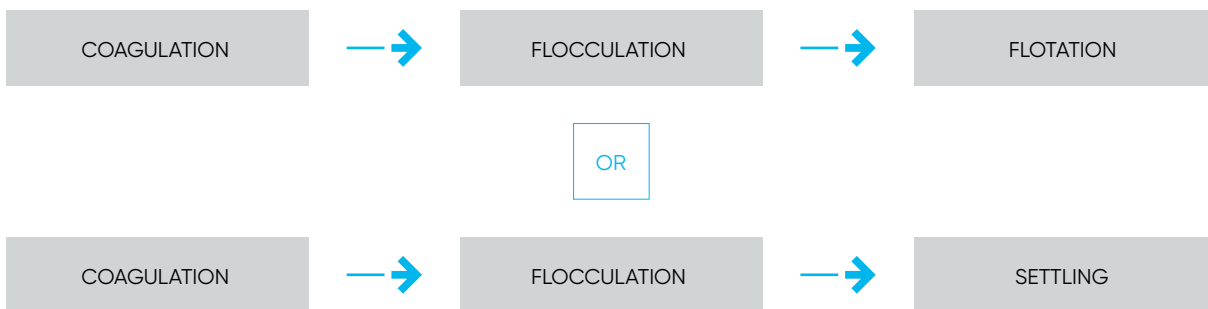 COAGULATION
FLOCCULATION
FLOTATION
OR
COAGULATION
FLOCCULATION
SETTLING